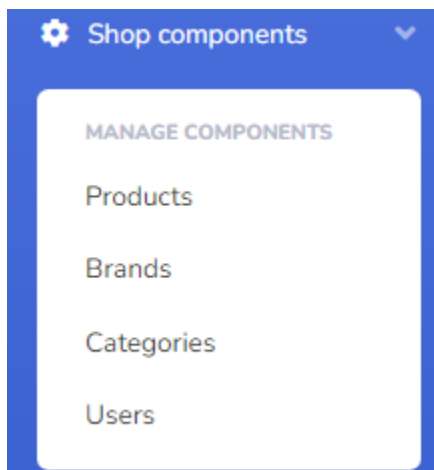 Shop components
MANAGE COMPONENTS
Products
Brands
Categories
Users